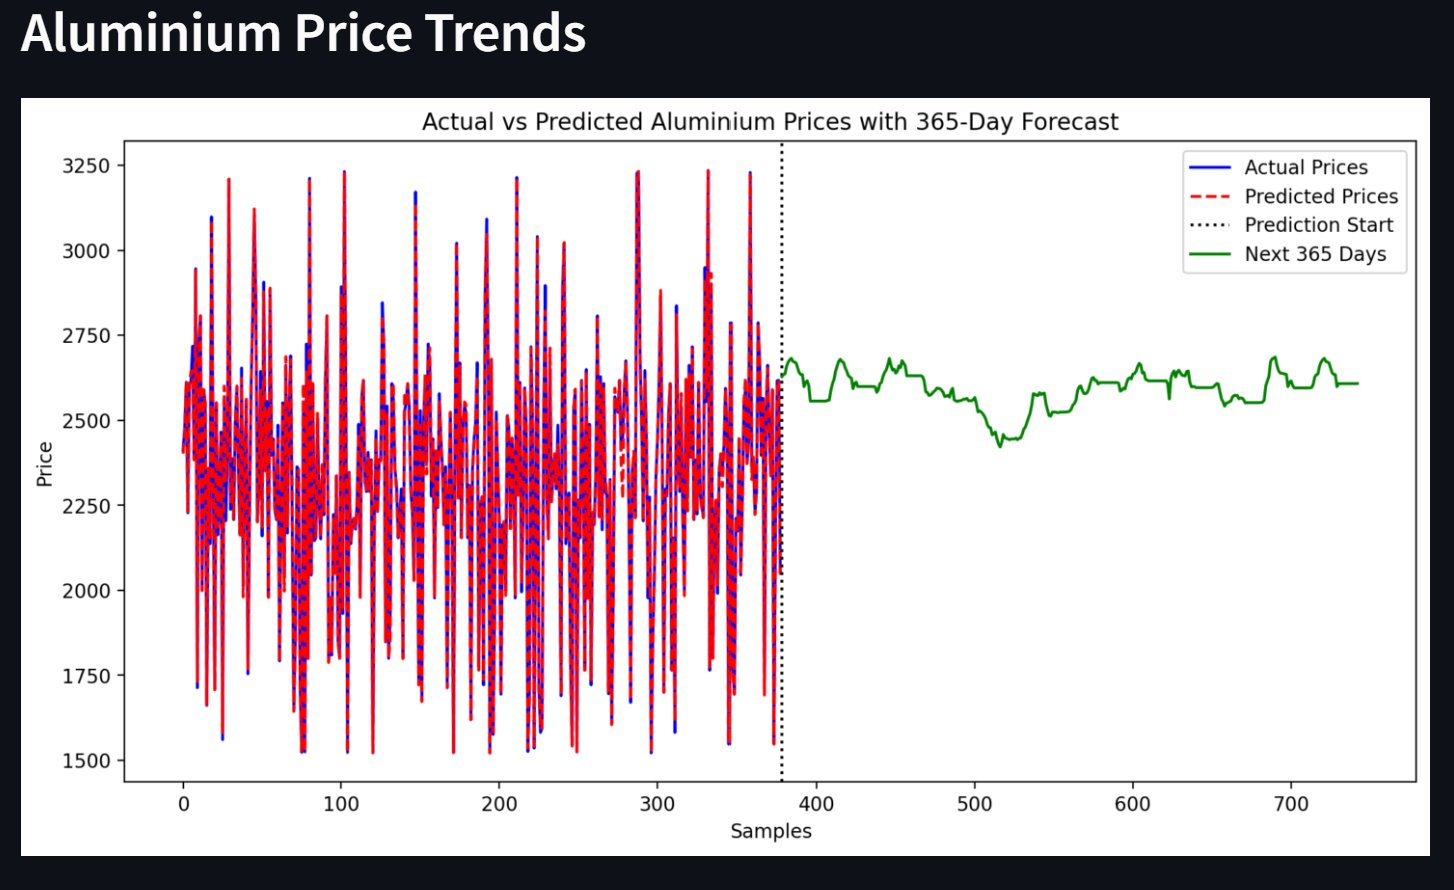 Aluminium Price Trends
Actual vs Predicted Aluminium Prices with 365-Day Forecast
3250
3000
2750
2500
2250
2000
1750
1500
Price
Actual Prices
Predicted Prices
Prediction Start
Next 365 Days
0 100 200 300 400 500 600 700
Samples